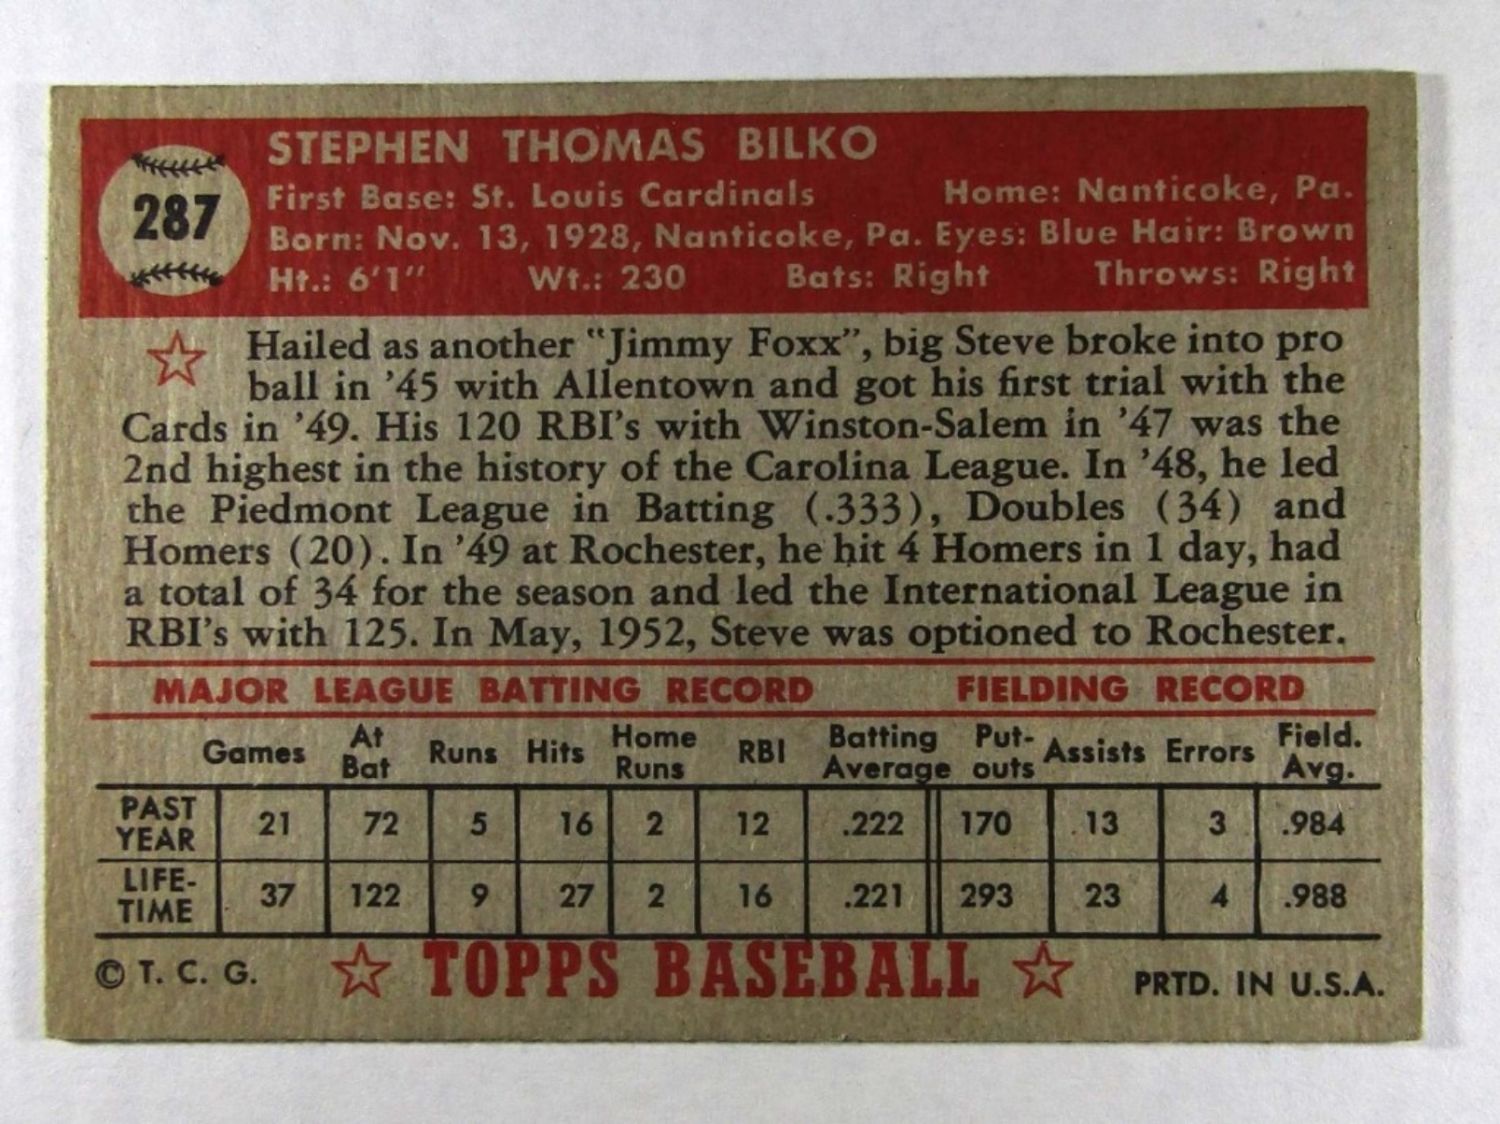 287
STEPHEN THOMAS BILKO
First Base: St. Louis Cardinals Home: Nanticoke, Pa.
Born: Nov. 13, 1928, Nanticoke, Pa. Eyes: Blue Hair: Brown
Ht.: 6'1" Wt.: 230 Bats: Right Throws: Right
Hailed as another "Jimmy Foxx", big Steve broke into pro
ball in '45 with Allentown and got his first trial with the
Cards in '49. His 120 RBI's with Winston-Salem in '47 was the
2nd highest in the history of the Carolina League. In '48, he led
the Piedmont League in Batting (.333), Doubles (34) and
Homers (20). In '49 at Rochester, he hit 4 Homers in 1 day, had
a total of 34 for the season and led the International League in
RBI's with 125. In May, 1952, Steve was optioned to Rochester.
MAJOR LEAGUE BATTING RECORD FIELDING RECORD
Games At Bat Runs Hits Home Runs RBI Batting Average Put-outs Assists Errors Field. Avg.
PAST YEAR 21 72 5 16 2 12 .222 170 13 3 .984
LIFE-TIME 37 122 9 27 2 16 .221 293 23 4 .988
© T. C. G. TOPPS BASEBALL PRTD. IN U.S.A.